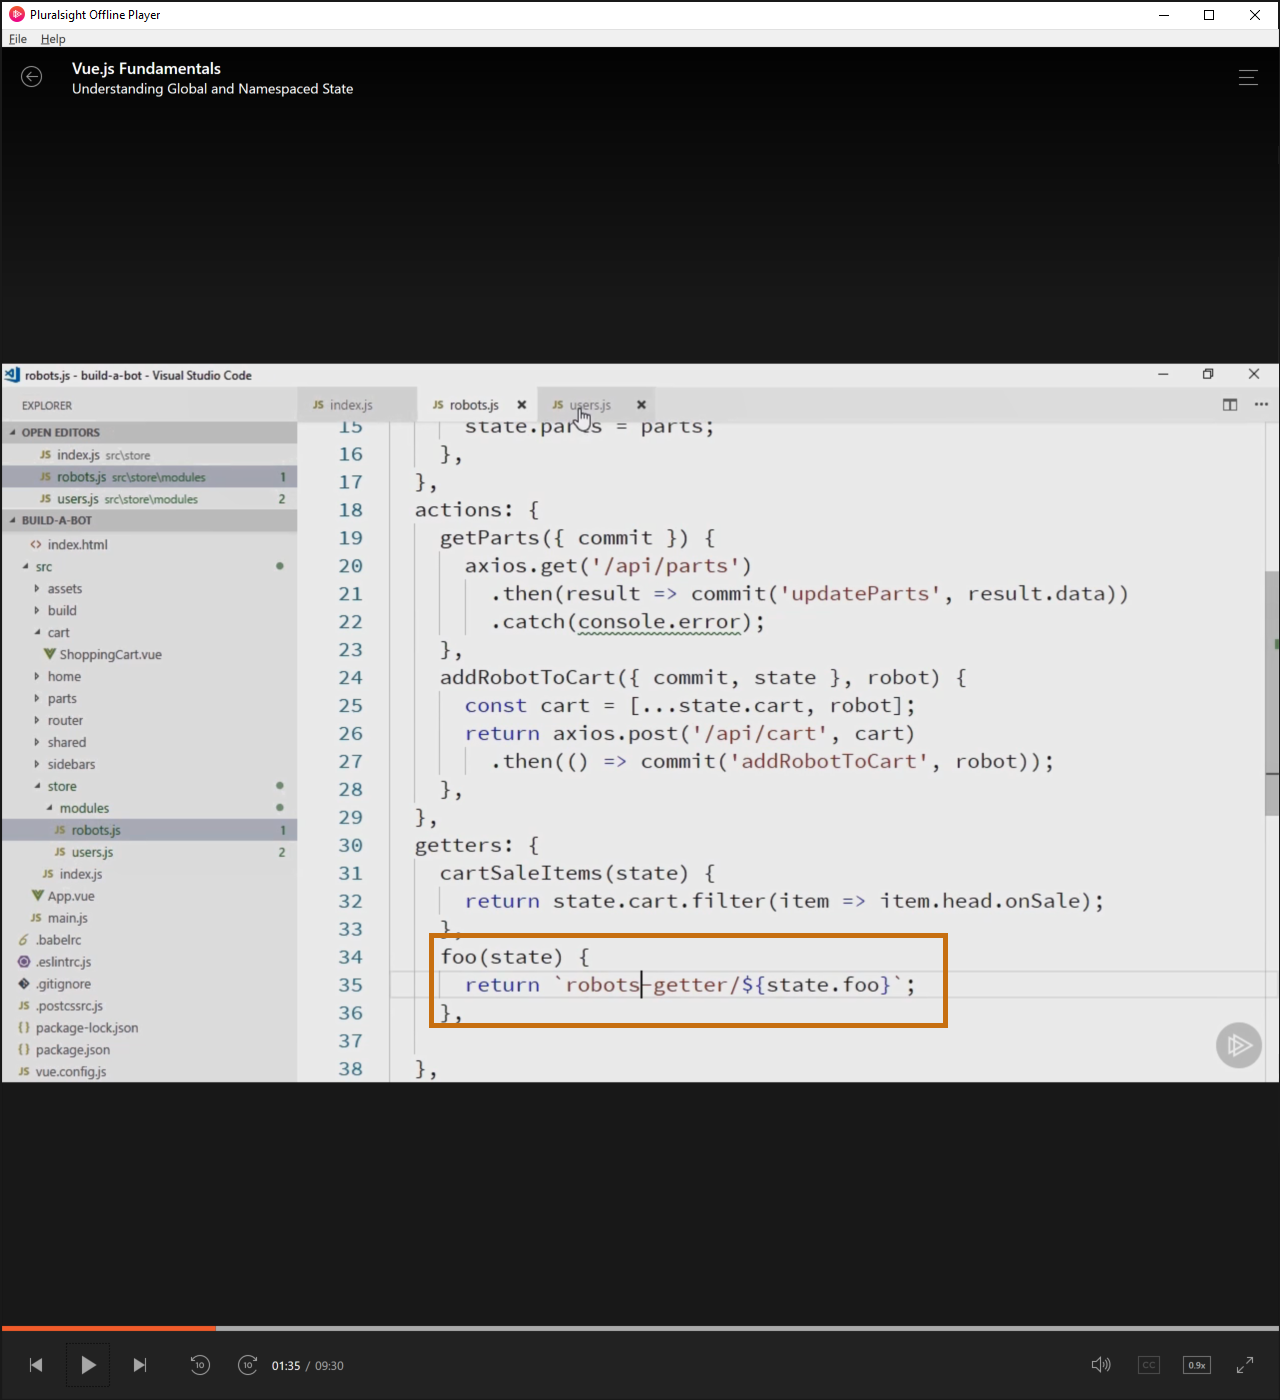 Pluralsight Offline Player
File Help
Vue.js Fundamentals
Understanding Global and Namespaced State
robots.js - build-a-bot - Visual Studio Code
EXPLORER
JS index.js
JS robots.js
JS users.js
OPEN EDITORS
JS index.js src\store
JS robots.js src\store\modules 1
JS users.js src\store\modules 2
BUILD-A-BOT
<> index.html
src
assets
build
cart
ShoppingCart.vue
home
parts
router
shared
sidebars
store
modules
JS robots.js 1
JS users.js 2
JS index.js
App.vue
JS main.js
6 .babelrc
.eslintrc.js
.gitignore
JS .postcssrc.js
{} package-lock.json
{} package.json
JS vue.config.js
15 state.parts = parts;
16 },
17 },
18 actions: {
19 getParts({ commit }) {
20 axios.get('/api/parts')
21 .then(result => commit('updateParts', result.data))
22 .catch(console.error);
23 },
24 addRobotToCart({ commit, state }, robot) {
25 const cart = [...state.cart, robot];
26 return axios.post('/api/cart', cart)
27 .then(() => commit('addRobotToCart', robot));
28 },
29 },
30 getters: {
31 cartSaleItems(state) {
32 return state.cart.filter(item => item.head.onSale);
33 },
34 foo(state) {
35 return `robots-getter/${state.foo}`;
36 },
37
38 },
10
10
01:35 / 09:30
CC
0.9x